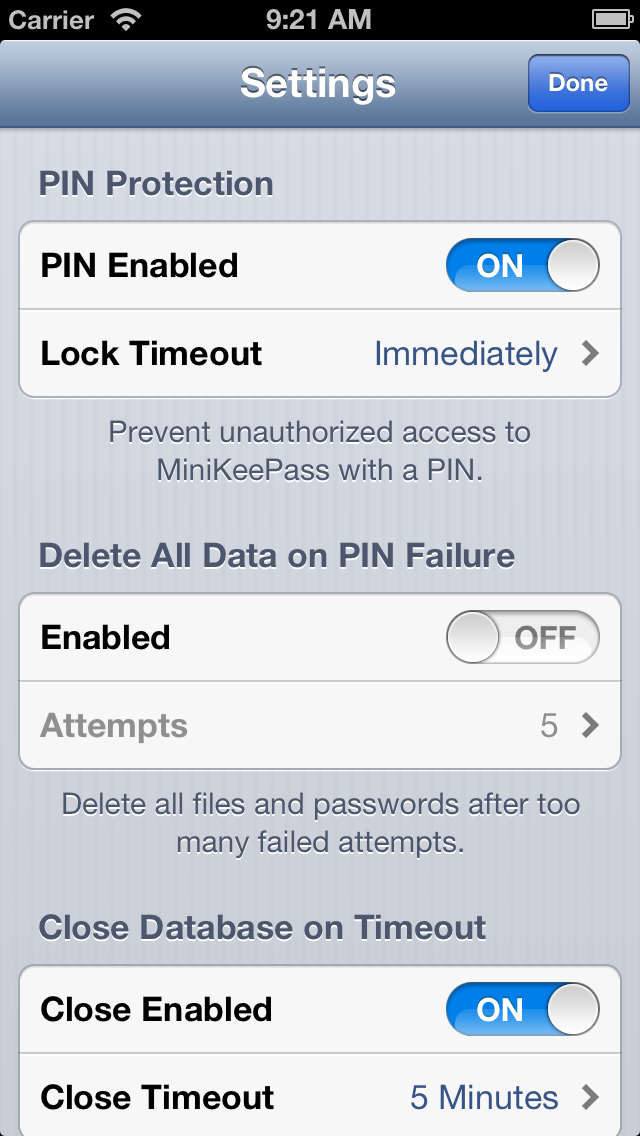 Carrier 9:21 AM
Settings Done
PIN Protection
PIN Enabled ON
Lock Timeout Immediately
Prevent unauthorized access to
MiniKeePass with a PIN.
Delete All Data on PIN Failure
Enabled OFF
Attempts 5
Delete all files and passwords after too
many failed attempts.
Close Database on Timeout
Close Enabled ON
Close Timeout 5 Minutes